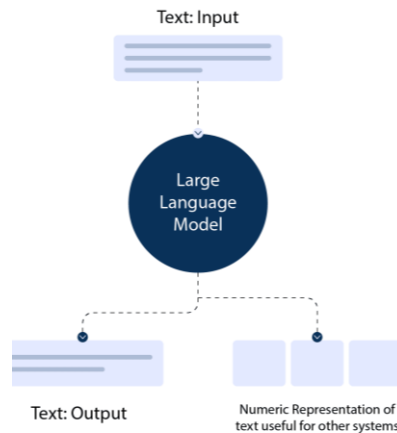 Text: Input
Large
Language
Model
Text: Output
Numeric Representation of
text useful for other systems